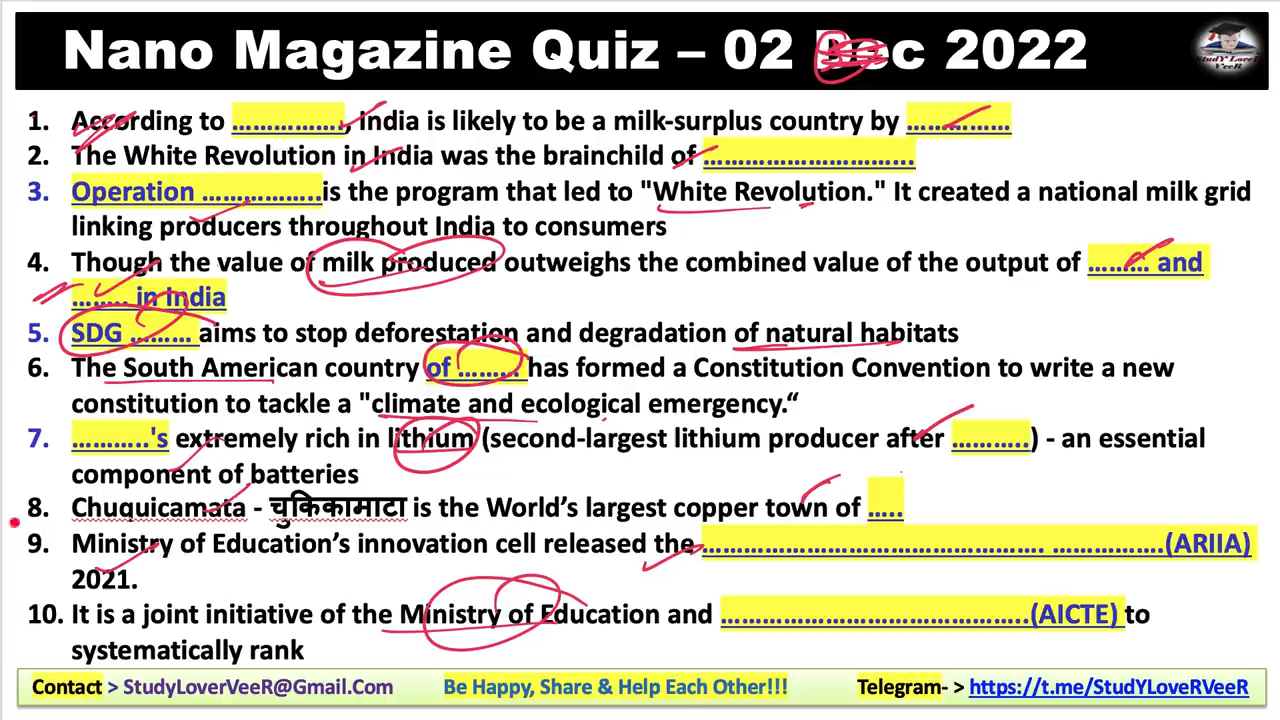 Nano Magazine Quiz – 02 Dec 2022
StudY LoveR
VeeR
1. According to ……………., India is likely to be a milk-surplus country by ……………
2. The White Revolution in India was the brainchild of …………………………...
3. Operation ………………..is the program that led to "White Revolution." It created a national milk grid
linking producers throughout India to consumers
4. Though the value of milk produced outweighs the combined value of the output of ……… and
…….. in India
5. SDG ……… aims to stop deforestation and degradation of natural habitats
6. The South American country of …….. has formed a Constitution Convention to write a new
constitution to tackle a "climate and ecological emergency.“
7. ………..'s extremely rich in lithium (second-largest lithium producer after ………..) - an essential
component of batteries
8. Chuquicamata - चुकिकामाटा is the World’s largest copper town of …..
9. Ministry of Education’s innovation cell released the …………………………………………. …………….(ARIIA)
2021.
10. It is a joint initiative of the Ministry of Education and ……………………………………..(AICTE) to
systematically rank
Contact > StudyLoverVeeR@Gmail.Com Be Happy, Share & Help Each Other!!! Telegram- > https://t.me/StudYLoveRVeeR